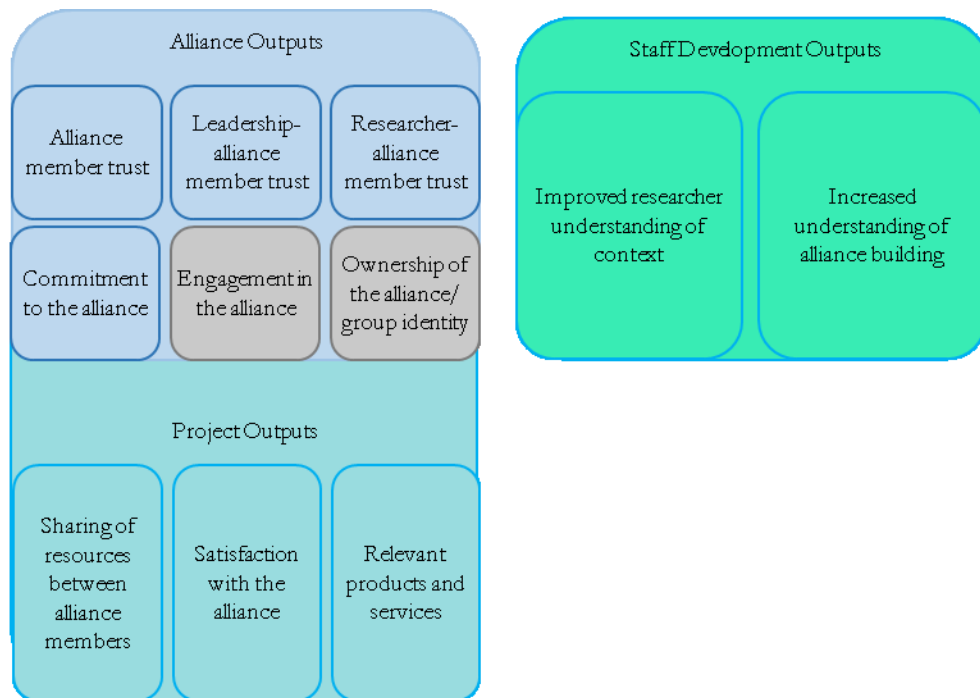 Alliance Outputs
Alliance
member trust
Leadership-
alliance
member trust
Researcher-
alliance
member trust
Commitment
to the alliance
Engagement in
the alliance
Ownership of
the alliance/
group identity
Project Outputs
Sharing of
resources
between
alliance
members
Satisfaction
with the
alliance
Relevant
products and
services
Staff Development Outputs
Improved researcher
understanding of
context
Increased
understanding of
alliance building